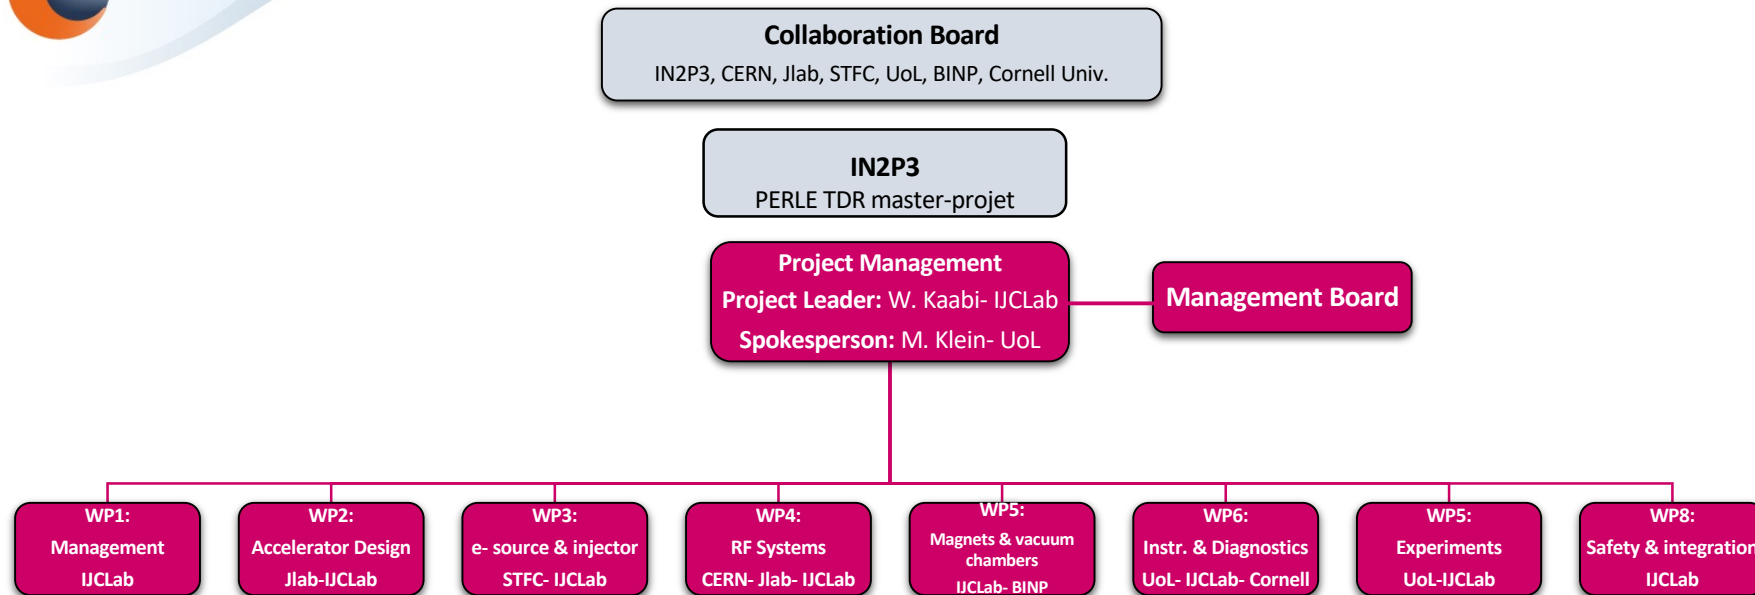 Collaboration Board
IN2P3, CERN, Jlab, STFC, UoL, BINP, Cornell Univ.
IN2P3
PERLE TDR master-projet
Project Management
Project Leader: W. Kaabi- IJCLab
Spokesperson: M. Klein- UoL
Management Board
WP1:
Management
IJCLab
WP2:
Accelerator Design
Jlab-IJCLab
WP3:
e- source & injector
STFC- IJCLab
WP4:
RF Systems
CERN- Jlab- IJCLab
WP5:
Magnets & vacuum
chambers
IJCLab- BINP
WP6:
Instr. & Diagnostics
UoL- IJCLab- Cornell
WP5:
Experiments
UoL-IJCLab
WP8:
Safety & integration
IJCLab